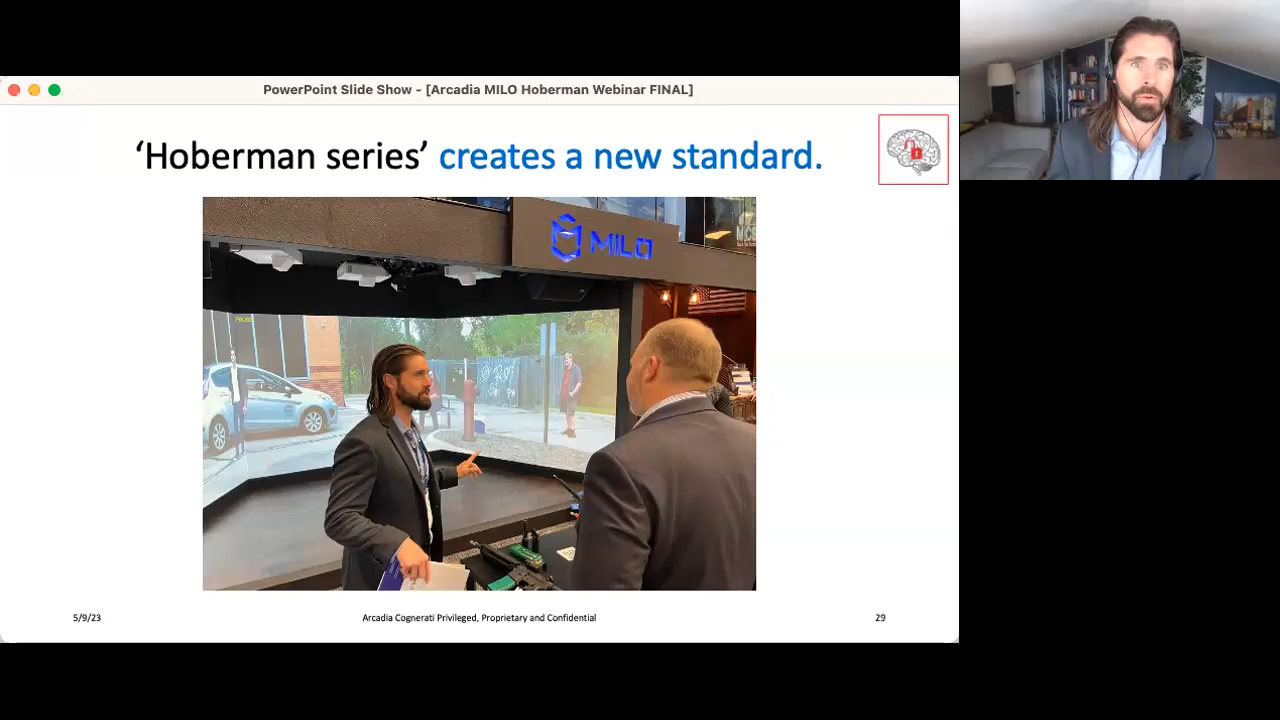 PowerPoint Slide Show - [Arcadia MILO Hoberman Webinar FINAL]
‘Hoberman series’ creates a new standard.
MILO
5/9/23
Arcadia Cognerati Privileged, Proprietary and Confidential
29